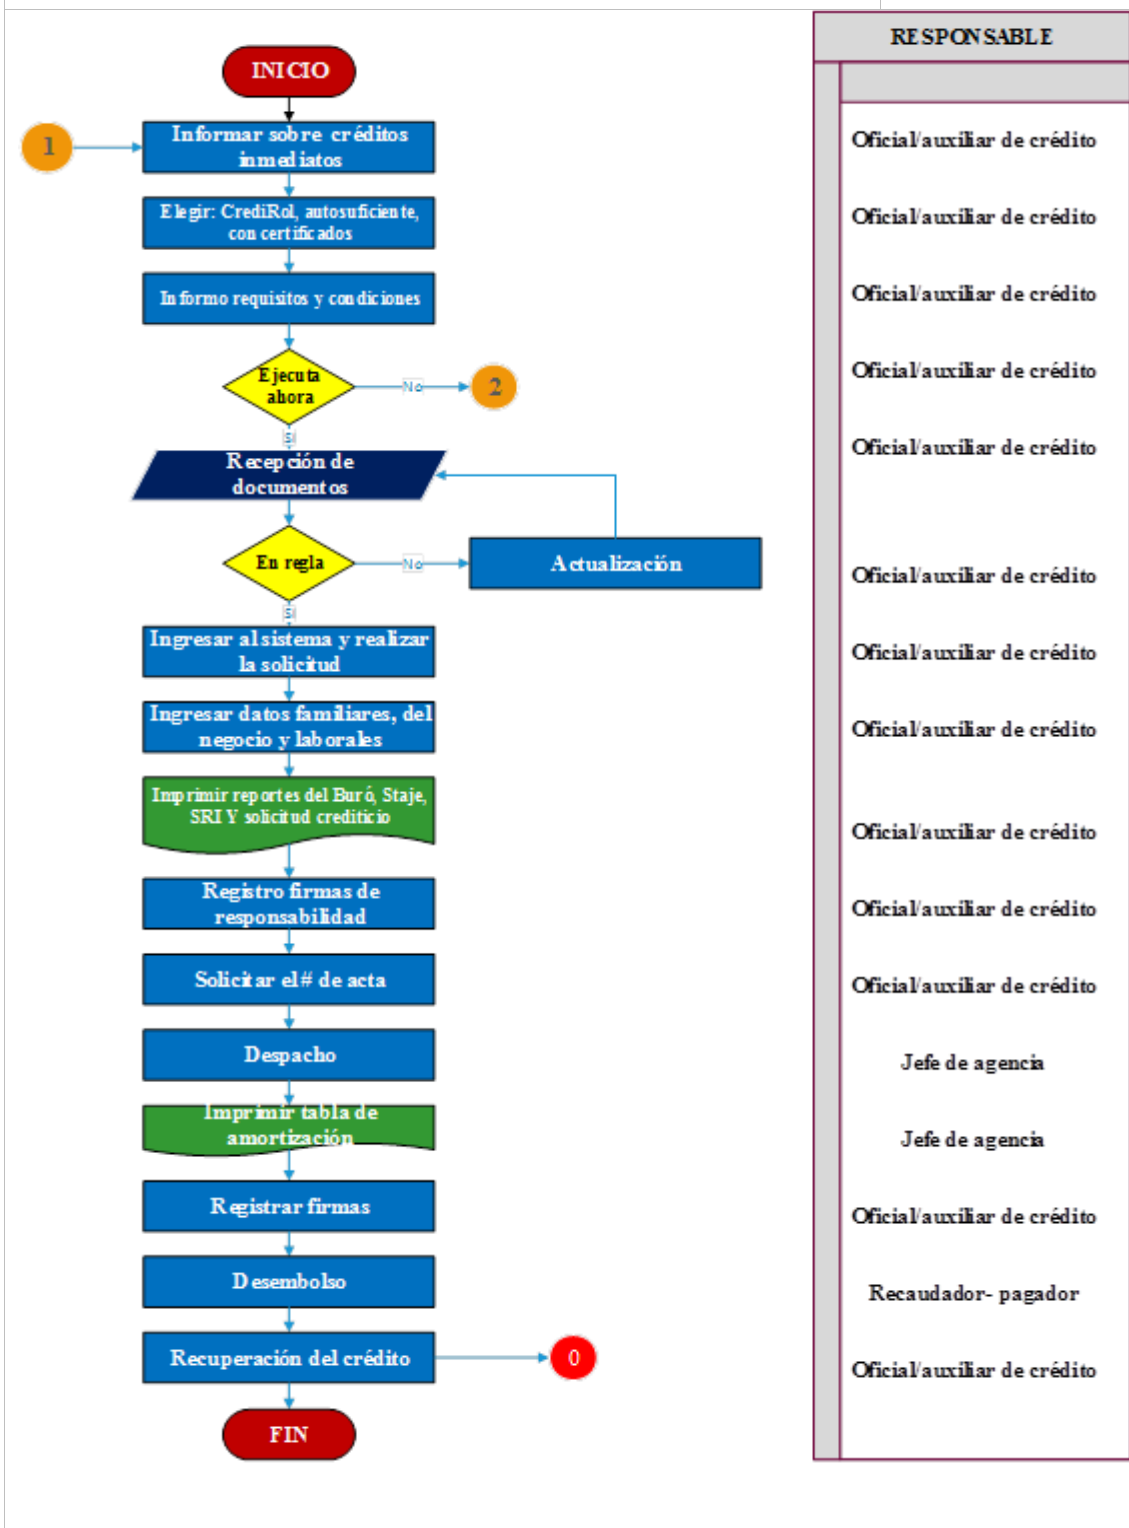 RESPONSABLE
INICIO
1
Informar sobre créditos
inmediatos
Oficial/auxiliar de crédito
Elegir: CrediRol, autosuficiente,
con certificados
Oficial/auxiliar de crédito
Informo requisitos y condiciones
Oficial/auxiliar de crédito
Ejecuta
ahora
No
2
Oficial/auxiliar de crédito
Si
Recepción de
documentos
Oficial/auxiliar de crédito
En regla
No
Actualización
Oficial/auxiliar de crédito
Si
Ingresar al sistema y realizar
la solicitud
Oficial/auxiliar de crédito
Ingresar datos familiares, del
negocio y laborales
Oficial/auxiliar de crédito
Imprimir reportes del Buró, Staje,
SRI Y solicitud crediticio
Oficial/auxiliar de crédito
Registro firmas de
responsabilidad
Oficial/auxiliar de crédito
Solicitar el # de acta
Oficial/auxiliar de crédito
Despacho
Jefe de agencia
Imprimir tabla de
amortización
Jefe de agencia
Registrar firmas
Oficial/auxiliar de crédito
Desembolso
Recaudador- pagador
Recuperación del crédito
0
Oficial/auxiliar de crédito
FIN